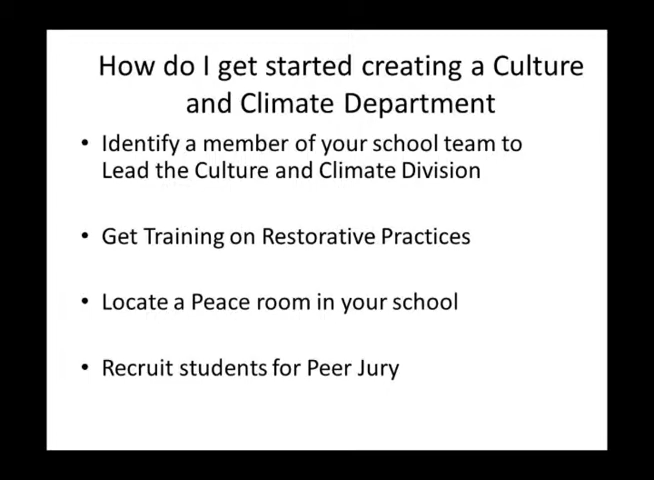 How do I get started creating a Culture
and Climate Department
• Identify a member of your school team to
Lead the Culture and Climate Division
• Get Training on Restorative Practices
• Locate a Peace room in your school
• Recruit students for Peer Jury